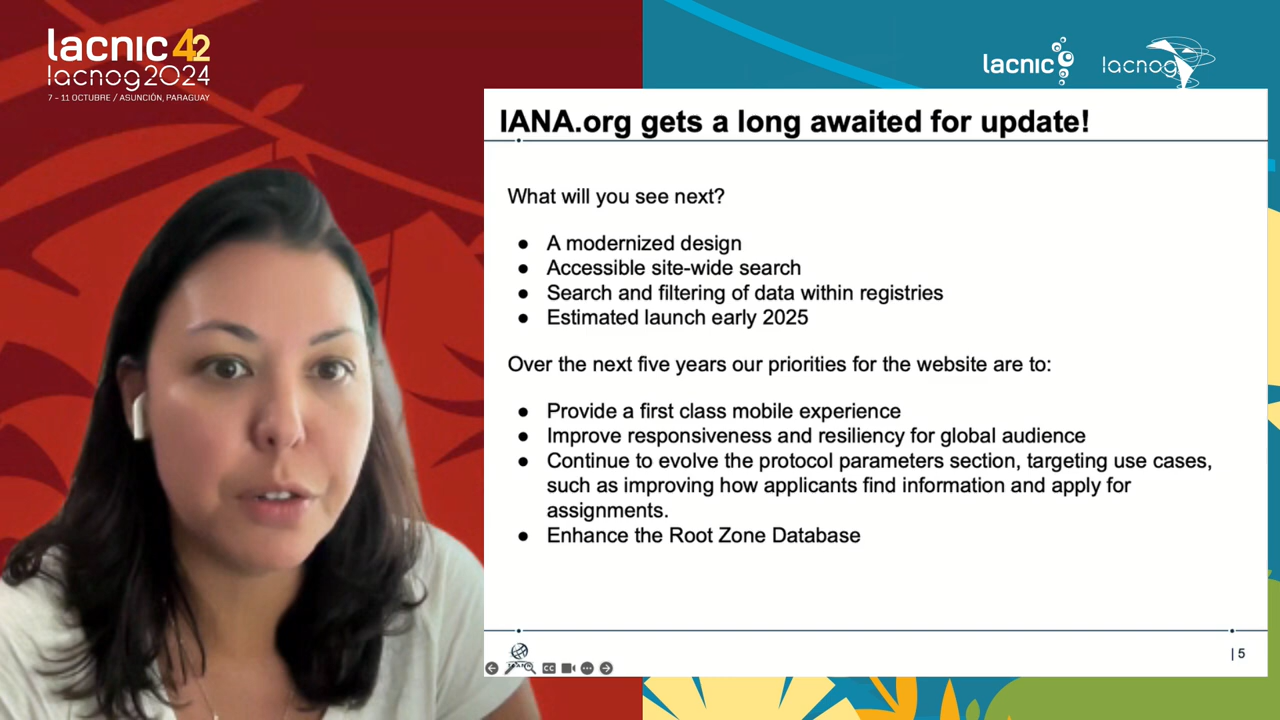 lacnic 42
lacnog2024
7 - 11 OCTUBRE / ASUNCIÓN, PARAGUAY
lacnic
lacnog
IANA.org gets a long awaited for update!
What will you see next?
● A modernized design
● Accessible site-wide search
● Search and filtering of data within registries
● Estimated launch early 2025
Over the next five years our priorities for the website are to:
● Provide a first class mobile experience
● Improve responsiveness and resiliency for global audience
● Continue to evolve the protocol parameters section, targeting use cases,
such as improving how applicants find information and apply for
assignments.
● Enhance the Root Zone Database
CC
| 5